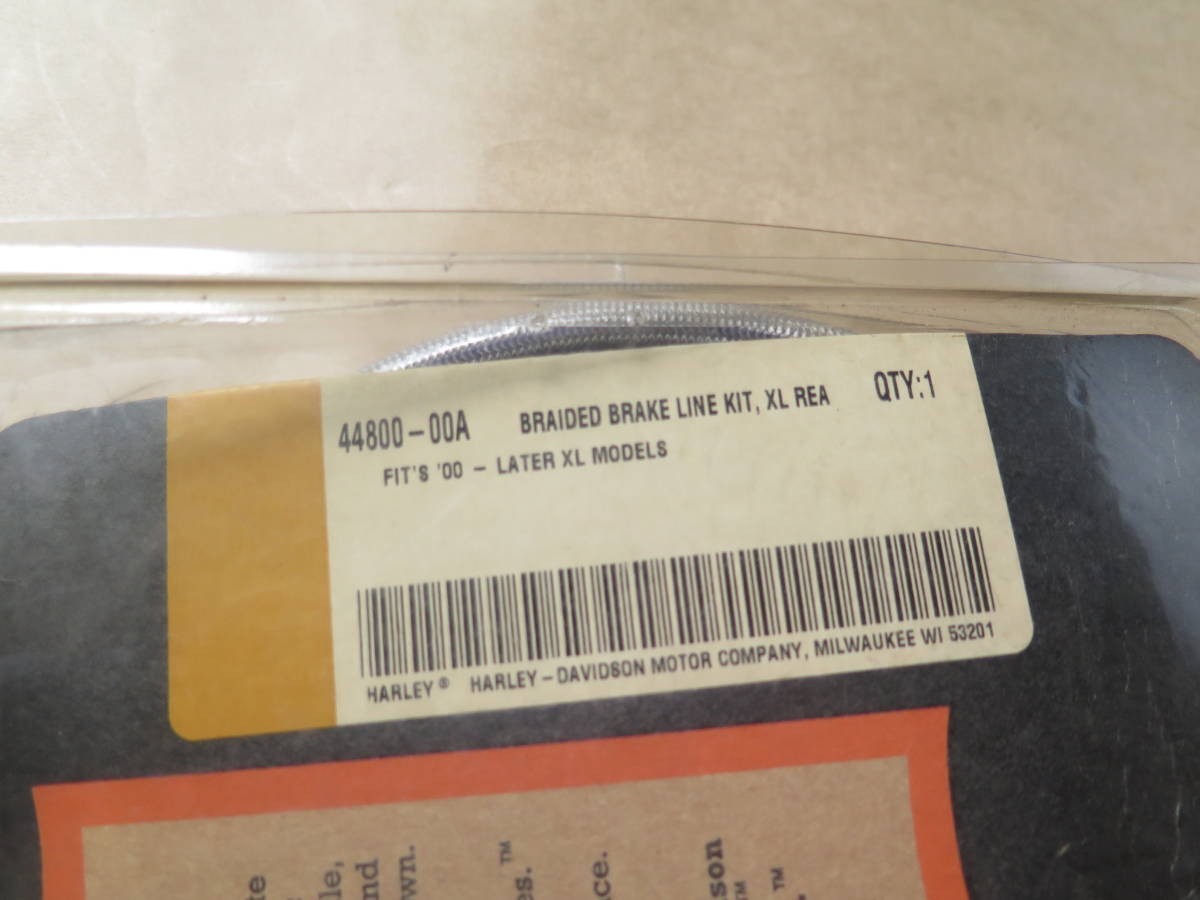 44800-00A BRAIDED BRAKE LINE KIT, XL REA QTY:1
FIT'S '00 - LATER XL MODELS
HARLEY® HARLEY-DAVIDSON MOTOR COMPANY, MILWAUKEE WI 53201